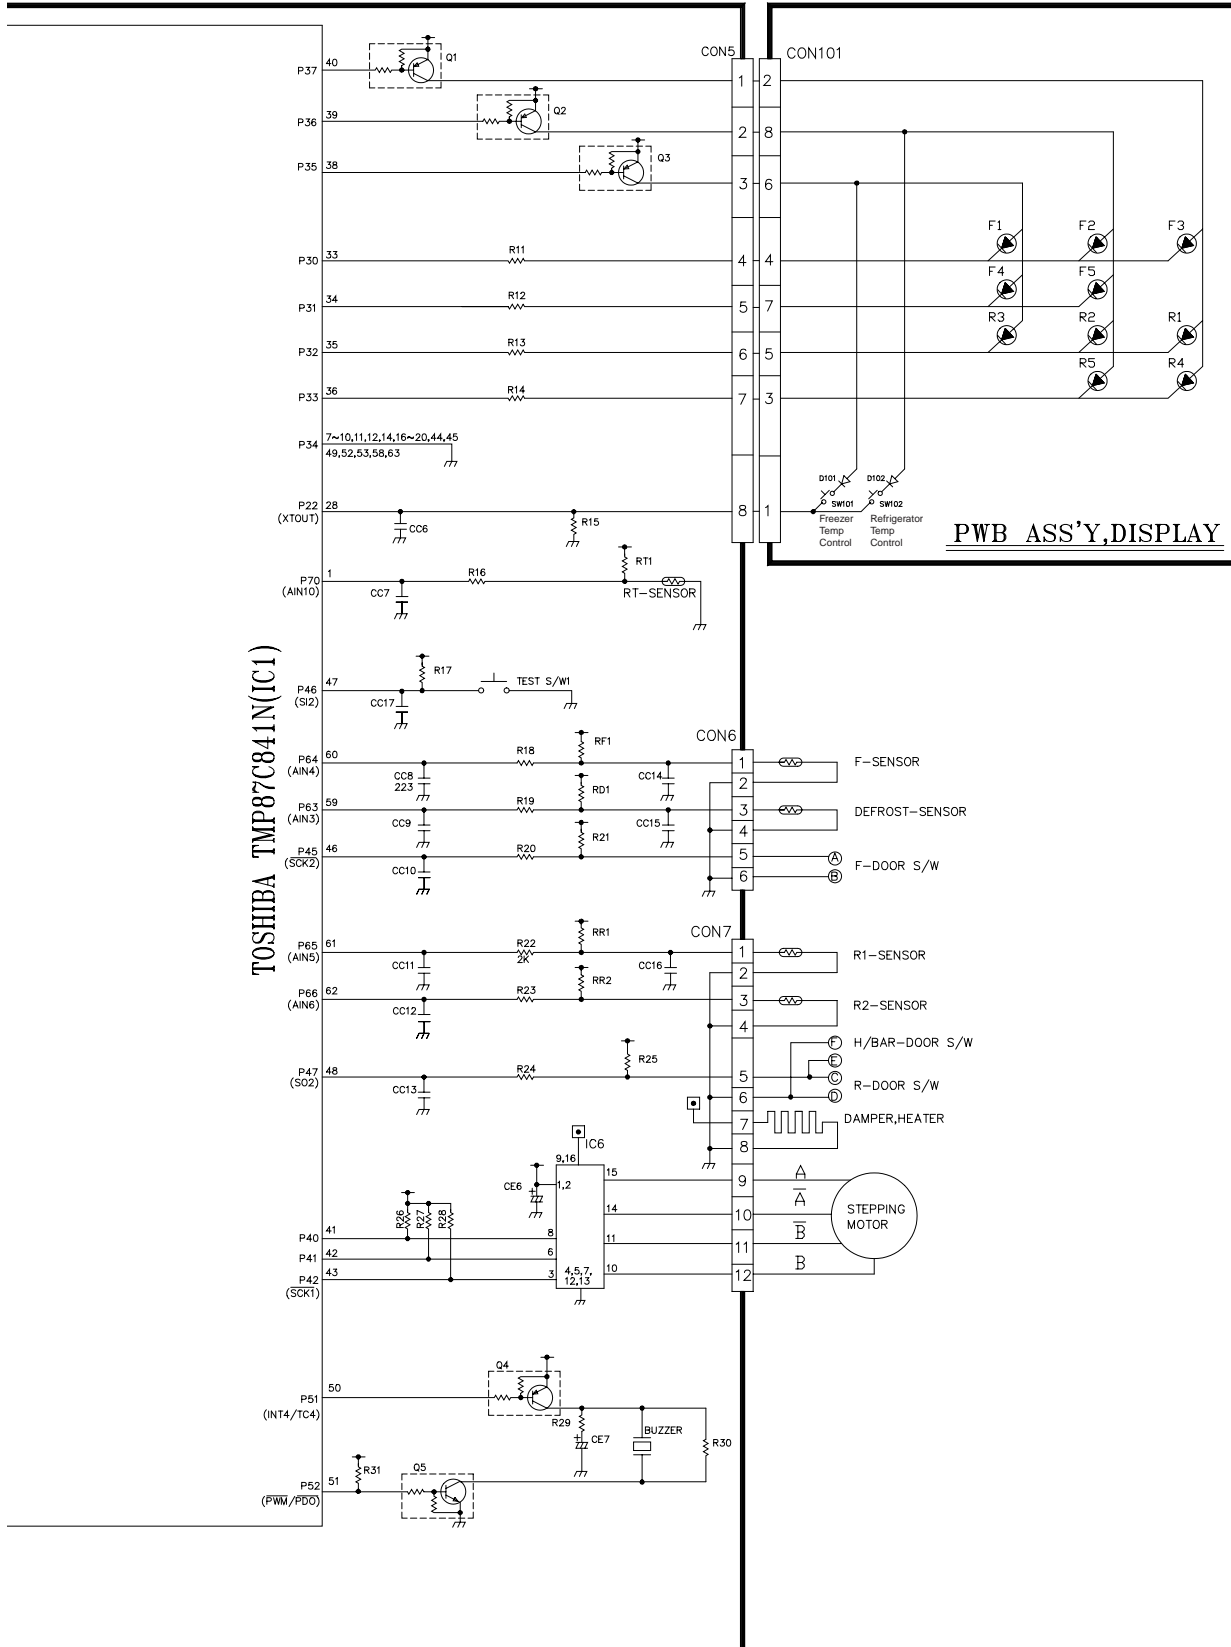 CON5
CON101
P37
40
Q1
1
2
P36
39
Q2
2
8
P35
38
Q3
3
6
F1
F2
F3
P30
33
R11
4
4
F4
F5
P31
34
R12
5
7
R3
R2
R1
P32
35
R13
6
5
R5
R4
P33
36
R14
7
3
P34
7~10,11,12,14,16~20,44,45
49,52,53,58,63
D101
D102
SW101
SW102
P22
(XTOUT)
28
CC6
R15
8
1
Freezer
Temp
Control
Refrigerator
Temp
Control
PWB ASS'Y,DISPLAY
P70
(AIN10)
1
CC7
R16
RT1
RT-SENSOR
TOSHIBA TMP87C841N(IC1)
P46
(SI2)
47
CC17
R17
TEST S/W1
CON6
P64
(AIN4)
60
CC8
223
R18
RF1
CC14
1
2
F-SENSOR
P63
(AIN3)
59
CC9
R19
RD1
CC15
3
4
DEFROST-SENSOR
P45
(SCK2)
46
CC10
R20
R21
5
6
A
B
F-DOOR S/W
CON7
P65
(AIN5)
61
CC11
R22
2K
RR1
CC16
1
2
R1-SENSOR
P66
(AIN6)
62
CC12
R23
RR2
3
4
R2-SENSOR
F
H/BAR-DOOR S/W
E
P47
(SO2)
48
CC13
R24
R25
5
6
C
D
R-DOOR S/W
7
8
DAMPER,HEATER
IC6
9,16
CE6
1,2
15
9
A
14
10
A
STEPPING
MOTOR
R26
R27
R28
P40
41
8
11
11
B
P41
42
6
P42
(SCK1)
43
3
4,5,7,
12,13
10
12
B
P51
(INT4/TC4)
50
Q4
R29
CE7
BUZZER
R30
P52
(PWM/PDO)
51
R31
Q5